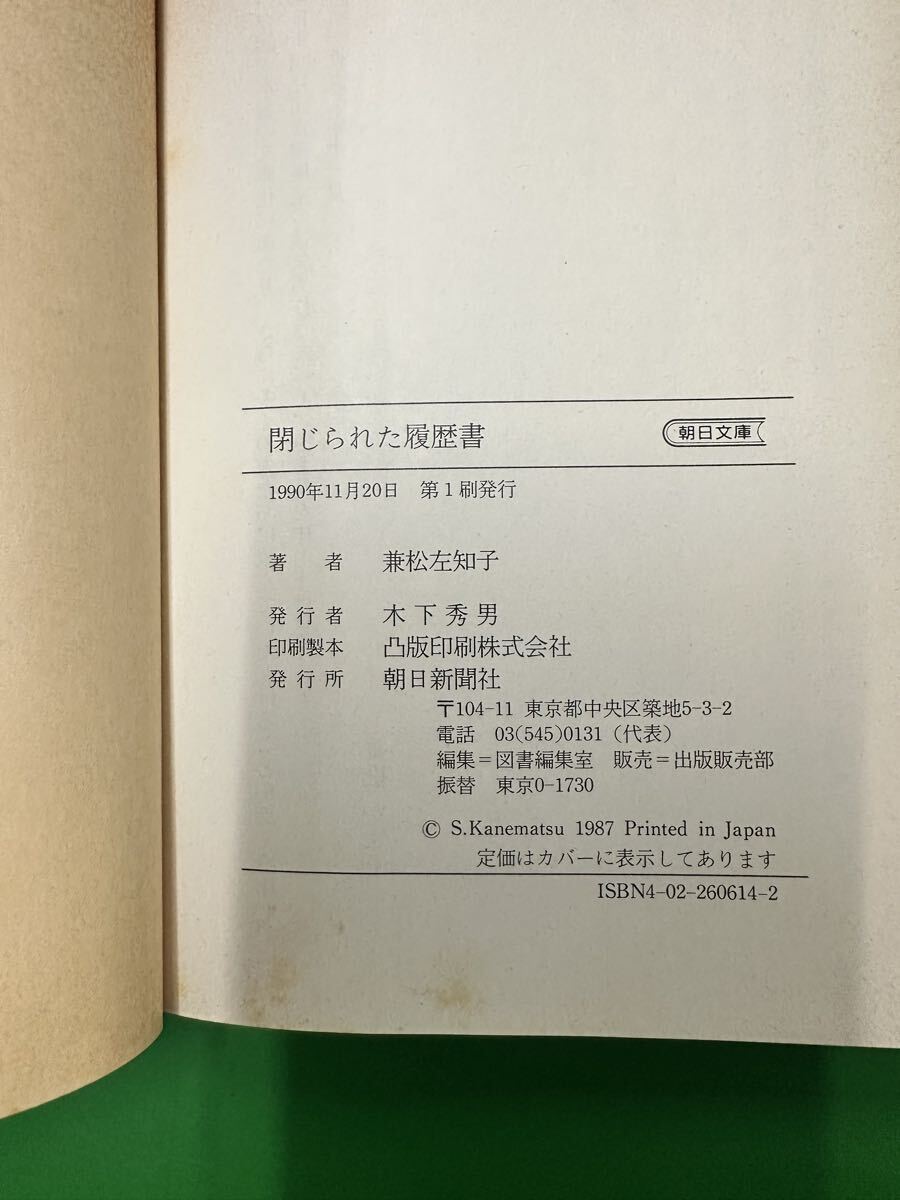 閉じられた履歴書 朝日文庫
1990年11月20日 第1刷発行
著者 兼松左知子
発行者 木下秀男
印刷製本 凸版印刷株式会社
発行所 朝日新聞社
〒104-11 東京都中央区築地5-3-2
電話 03(545)0131(代表)
編集=図書編集室 販売=出版販売部
振替 東京0-1730
© S.Kanematsu 1987 Printed in Japan
定価はカバーに表示してあります
ISBN4-02-260614-2